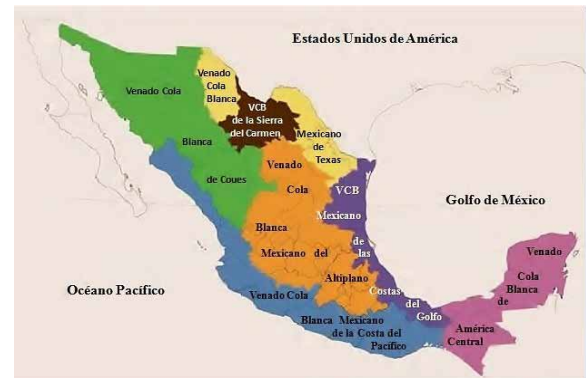 Estados Unidos de América
Venado Cola
Blanca
de Coues
Venado
Cola
Blanca
VCB
de la Sierra
del Carmen
Mexicano
de
Texas
Venado
Cola
Blanca
Mexicano del
Altiplano
VCB
Mexicano
de
las
Costas
del
Golfo
Golfo de México
Océano Pacífico
Venado Cola
Blanca Mexicano
de la Costa del
Pacífico
Venado
Cola
Blanca
de
América
Central